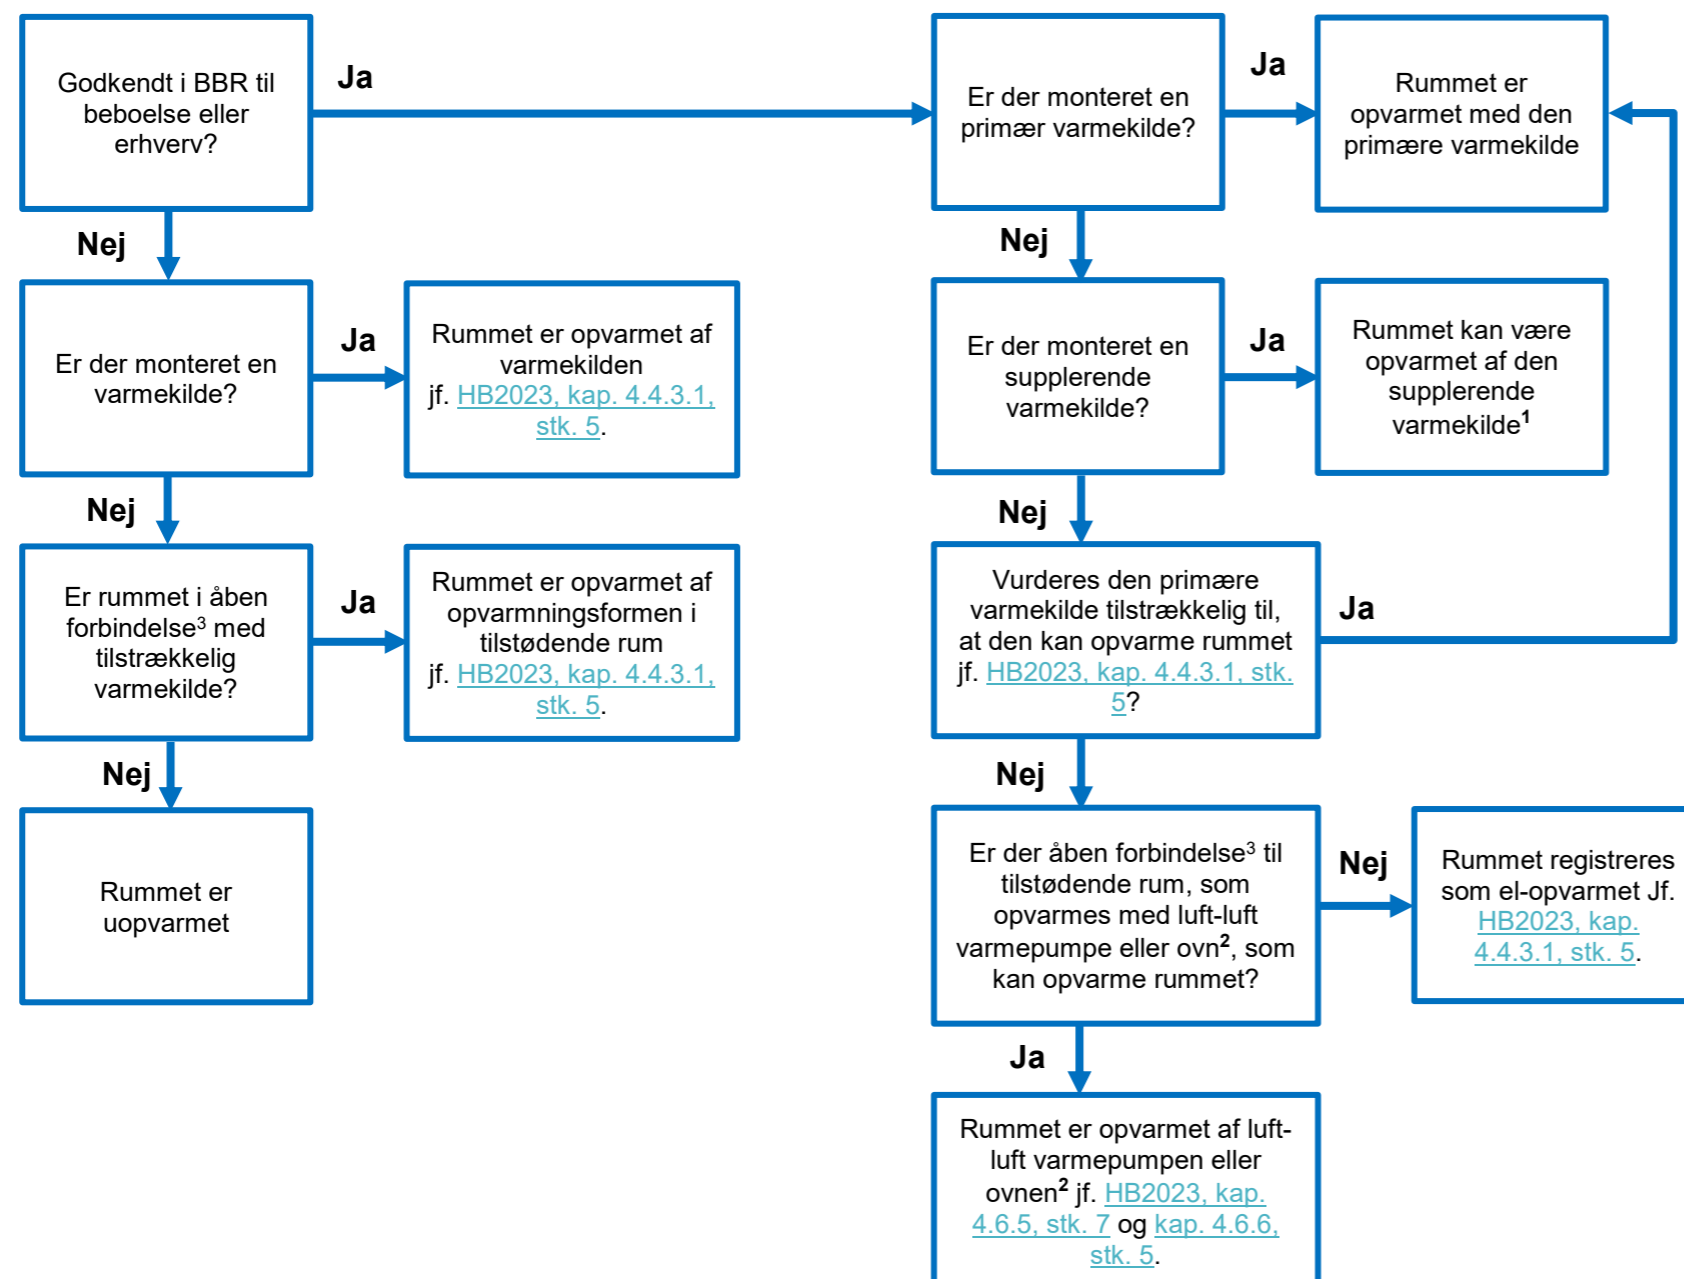 Godkendt i BBR til
beboelse eller
erhverv?
Ja
Er der monteret en
primær varmekilde?
Ja
Rummet er
opvarmet med den
primære varmekilde
Nej
Nej
Er der monteret en
varmekilde?
Ja
Rummet er opvarmet af
varmekilden
jf. HB2023, kap. 4.4.3.1,
stk. 5.
Er der monteret en
supplerende
varmekilde?
Ja
Rummet kan være
opvarmet af den
supplerende
varmekilde¹
Nej
Nej
Er rummet i åben
forbindelse³ med
tilstrækkelig
varmekilde?
Ja
Rummet er opvarmet af
opvarmningsformen i
tilstødende rum
jf. HB2023, kap. 4.4.3.1,
stk. 5.
Vurderes den primære
varmekilde tilstrækkelig til,
at den kan opvarme rummet
jf. HB2023, kap. 4.4.3.1, stk.
5?
Ja
Nej
Nej
Rummet er
uopvarmet
Er der åben forbindelse³ til
tilstødende rum, som
opvarmes med luft-luft
varmepumpe eller ovn², som
kan opvarme rummet?
Nej
Rummet registreres
som el-opvarmet Jf.
HB2023, kap.
4.4.3.1, stk. 5.
Ja
Rummet er opvarmet af luft-
luft varmepumpen eller
ovnen² jf. HB2023, kap.
4.6.5, stk. 7 og kap. 4.6.6,
stk. 5.